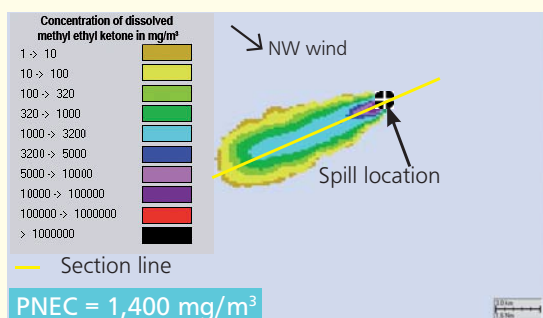 Concentration of dissolved
methyl ethyl ketone in mg/m³
1 -> 10
10 -> 100
100 -> 320
320 -> 1000
1000 -> 3200
3200 -> 5000
5000 -> 10000
10000 -> 100000
100000 -> 1000000
> 1000000
NW wind
Spill location
Section line
PNEC = 1,400 mg/m³